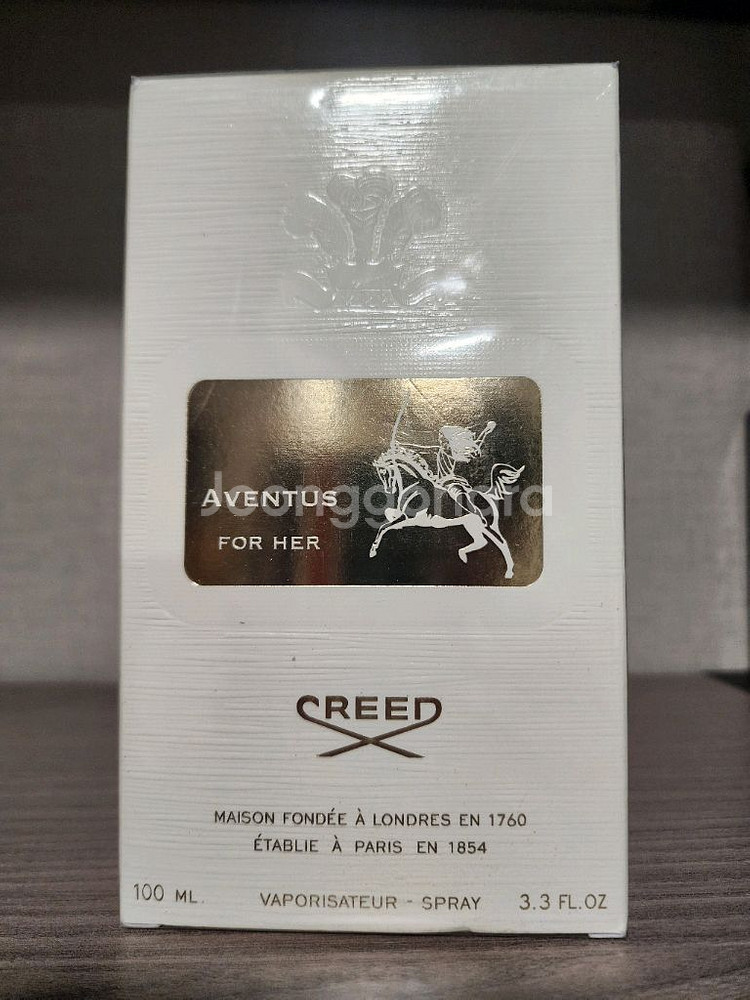 AVENTUS
FOR HER
Joonggonara
CREED
MAISON FONDÉE À LONDRES EN 1760
ÉTABLIE À PARIS EN 1854
100 ML.
VAPORISATEUR - SPRAY
3.3 FL.OZ